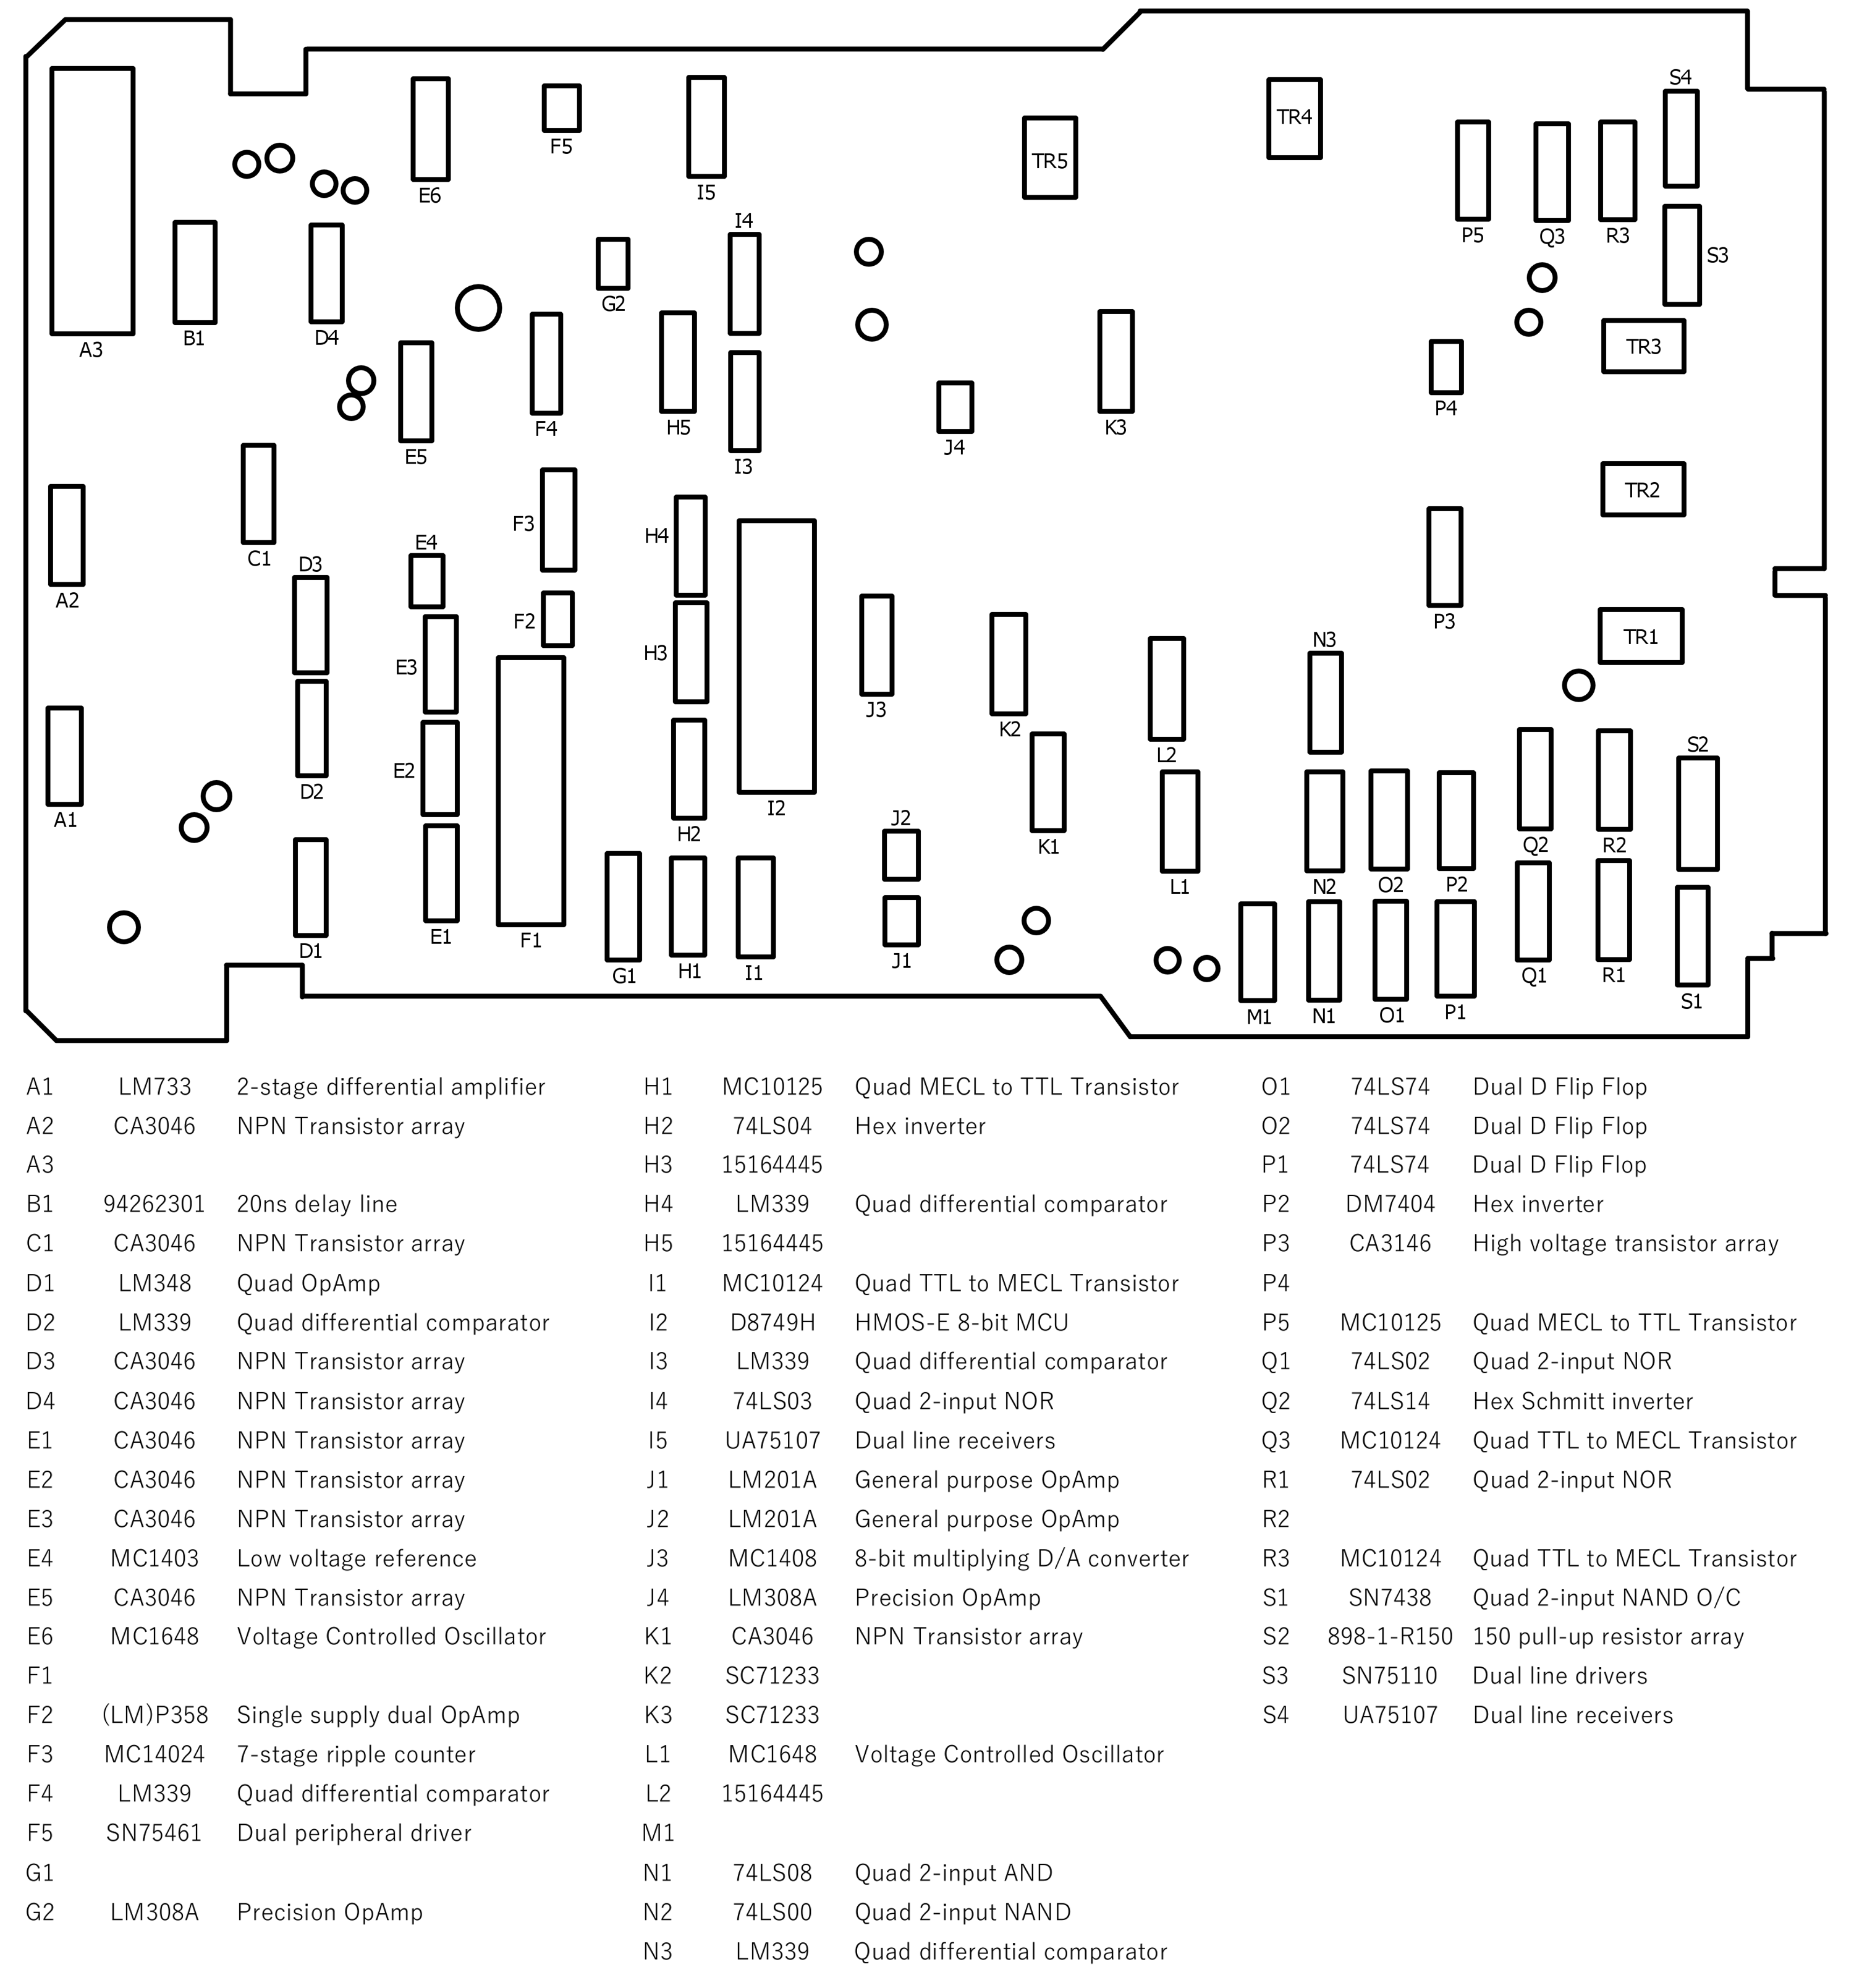 S4
TR4
TR5
F5
E6
I5
I4
P5
Q3
R3
S3
G2
A3
B1
D4
TR3
P4
F4
H5
K3
J4
E5
I3
TR2
F3
H4
E4
C1
D3
A2
F2
P3
TR1
N3
H3
E3
J3
K2
S2
L2
E2
D2
I2
A1
J2
H2
K1
Q2
R2
L1
N2
O2
P2
E1
F1
D1
J1
G1
H1
I1
Q1
R1
S1
M1
N1
O1
P1
A1 LM733 2-stage differential amplifier
A2 CA3046 NPN Transistor array
A3
B1 94262301 20ns delay line
C1 CA3046 NPN Transistor array
D1 LM348 Quad OpAmp
D2 LM339 Quad differential comparator
D3 CA3046 NPN Transistor array
D4 CA3046 NPN Transistor array
E1 CA3046 NPN Transistor array
E2 CA3046 NPN Transistor array
E3 CA3046 NPN Transistor array
E4 MC1403 Low voltage reference
E5 CA3046 NPN Transistor array
E6 MC1648 Voltage Controlled Oscillator
F1
F2 (LM)P358 Single supply dual OpAmp
F3 MC14024 7-stage ripple counter
F4 LM339 Quad differential comparator
F5 SN75461 Dual peripheral driver
G1
G2 LM308A Precision OpAmp
H1 MC10125 Quad MECL to TTL Transistor
H2 74LS04 Hex inverter
H3 15164445
H4 LM339 Quad differential comparator
H5 15164445
I1 MC10124 Quad TTL to MECL Transistor
I2 D8749H HMOS-E 8-bit MCU
I3 LM339 Quad differential comparator
I4 74LS03 Quad 2-input NOR
I5 UA75107 Dual line receivers
J1 LM201A General purpose OpAmp
J2 LM201A General purpose OpAmp
J3 MC1408 8-bit multiplying D/A converter
J4 LM308A Precision OpAmp
K1 CA3046 NPN Transistor array
K2 SC71233
K3 SC71233
L1 MC1648 Voltage Controlled Oscillator
L2 15164445
M1
N1 74LS08 Quad 2-input AND
N2 74LS00 Quad 2-input NAND
N3 LM339 Quad differential comparator
O1 74LS74 Dual D Flip Flop
O2 74LS74 Dual D Flip Flop
P1 74LS74 Dual D Flip Flop
P2 DM7404 Hex inverter
P3 CA3146 High voltage transistor array
P4
P5 MC10125 Quad MECL to TTL Transistor
Q1 74LS02 Quad 2-input NOR
Q2 74LS14 Hex Schmitt inverter
Q3 MC10124 Quad TTL to MECL Transistor
R1 74LS02 Quad 2-input NOR
R2
R3 MC10124 Quad TTL to MECL Transistor
S1 SN7438 Quad 2-input NAND O/C
S2 898-1-R150 150 pull-up resistor array
S3 SN75110 Dual line drivers
S4 UA75107 Dual line receivers